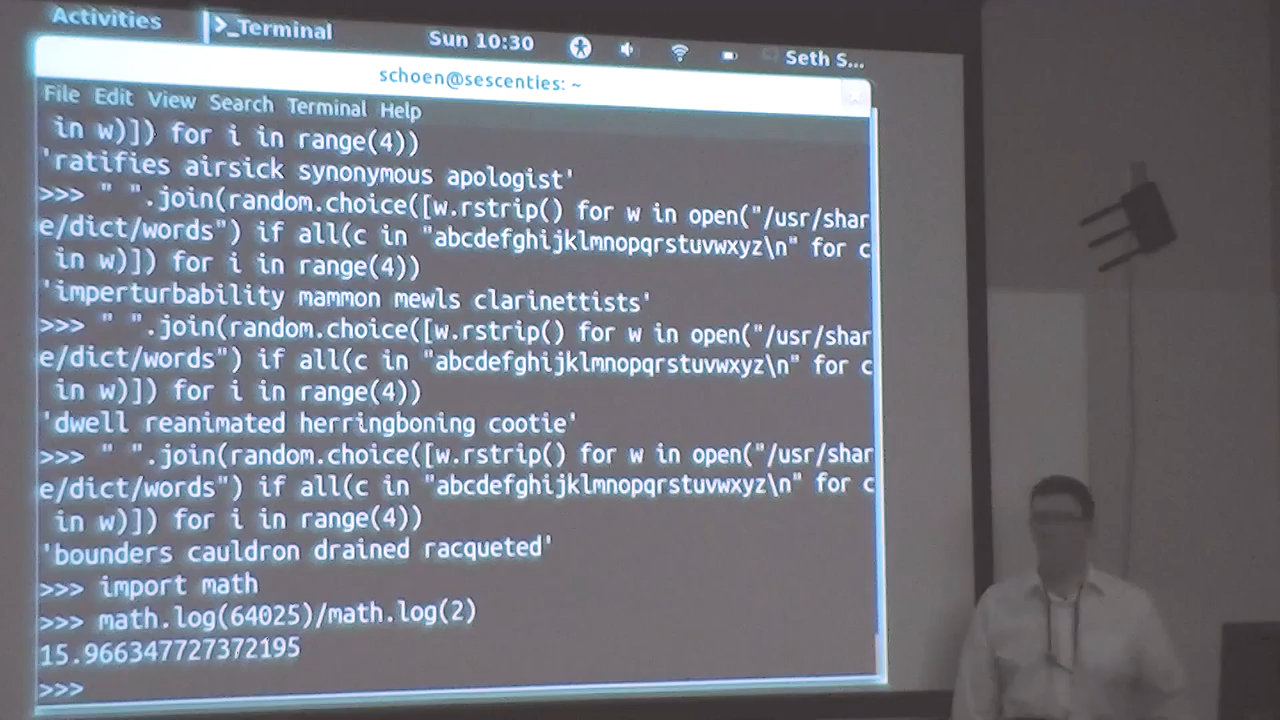 Activities >_Terminal Sun 10:30 Seth S...
schoen@sescenties: ~
File Edit View Search Terminal Help
in w)]) for i in range(4))
'ratifies airsick synonymous apologist'
>>> " ".join(random.choice([w.rstrip() for w in open("/usr/shar
e/dict/words") if all(c in "abcdefghijklmnopqrstuvwxyz\n" for c
in w)]) for i in range(4))
'imperturbability mammon mewls clarinettists'
>>> " ".join(random.choice([w.rstrip() for w in open("/usr/shar
e/dict/words") if all(c in "abcdefghijklmnopqrstuvwxyz\n" for c
in w)]) for i in range(4))
'dwell reanimated herringboning cootie'
>>> " ".join(random.choice([w.rstrip() for w in open("/usr/shar
e/dict/words") if all(c in "abcdefghijklmnopqrstuvwxyz\n" for c
in w)]) for i in range(4))
'bounders cauldron drained racqueted'
>>> import math
>>> math.log(64025)/math.log(2)
15.966347727372195
>>>